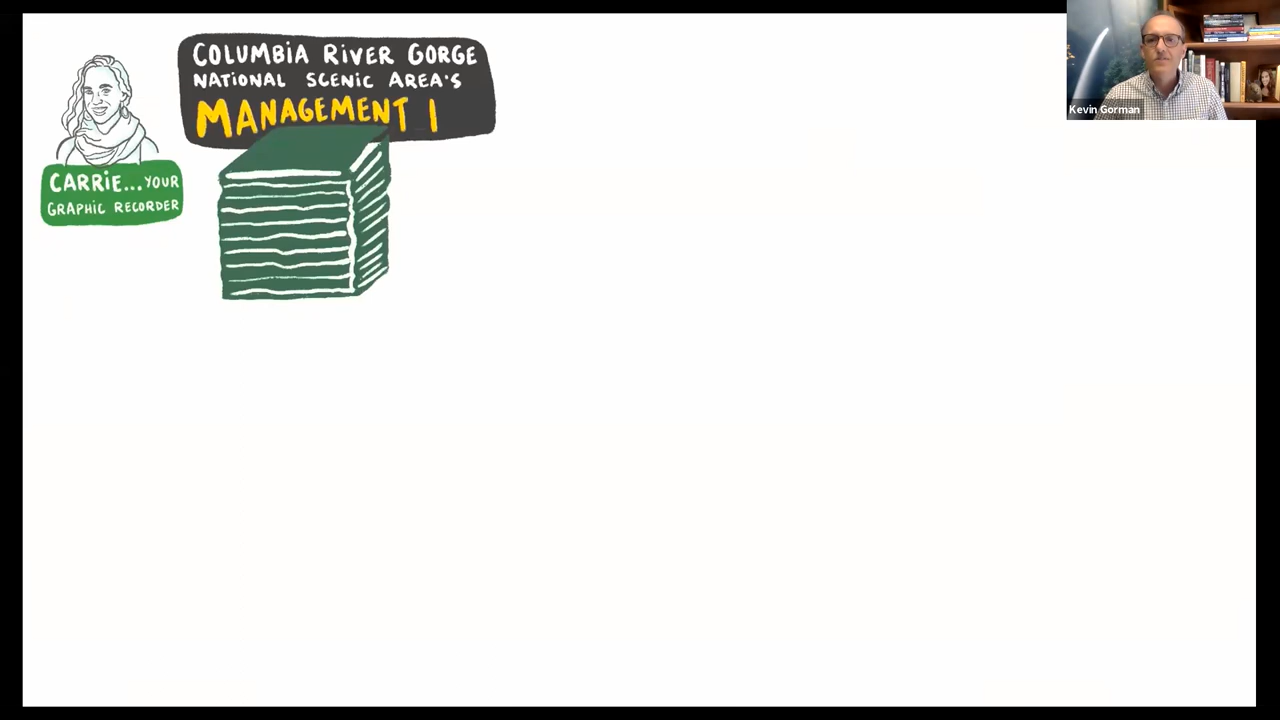 COLUMBIA RIVER GORGE
NATIONAL SCENIC AREA'S
MANAGEMENT
CARRIE...YOUR
GRAPHIC RECORDER
Kevin Gorman